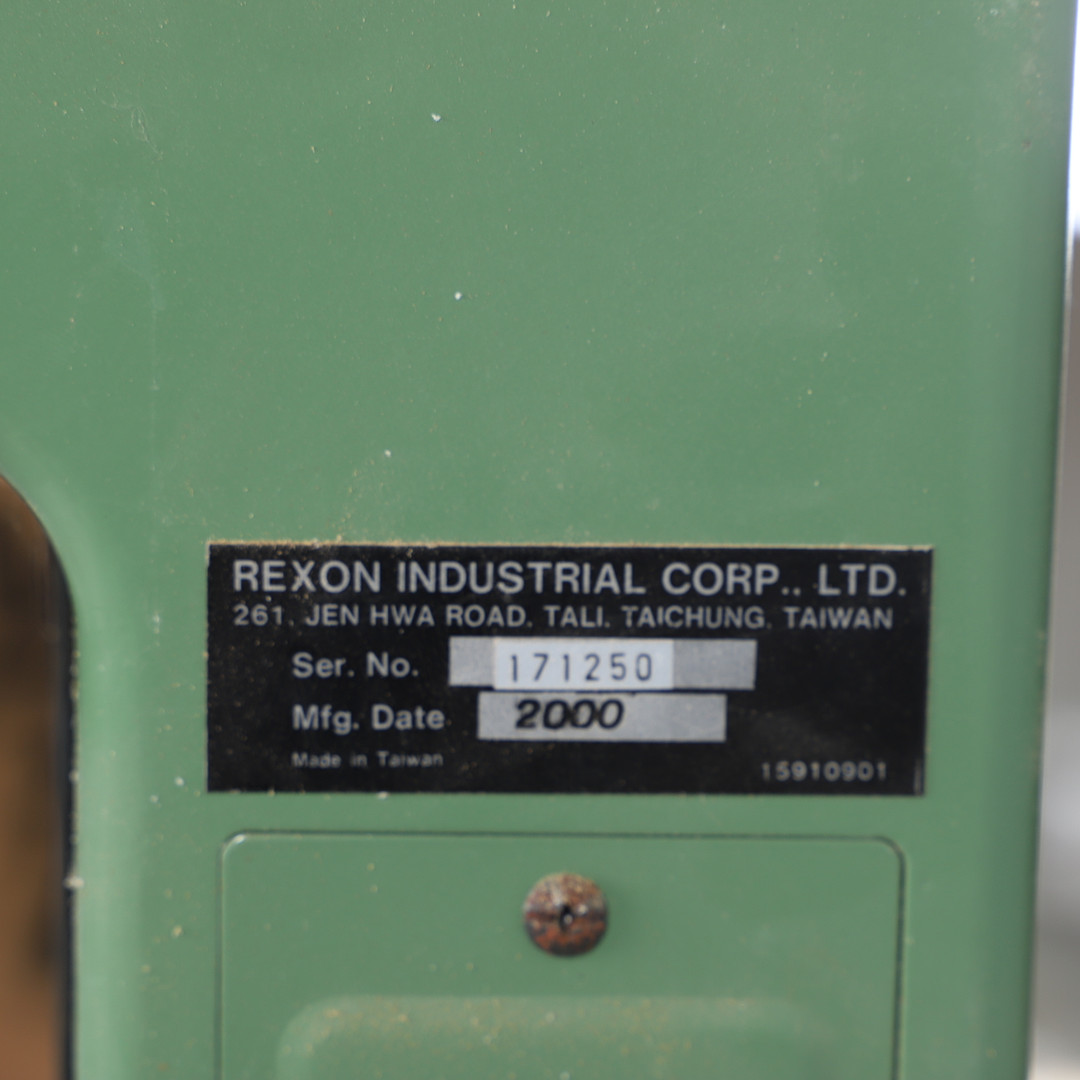 REXON INDUSTRIAL CORP., LTD.
261, JEN HWA ROAD, TALI, TAICHUNG, TAIWAN
Ser. No. 171250
Mfg. Date 2000
Made in Taiwan 15910901